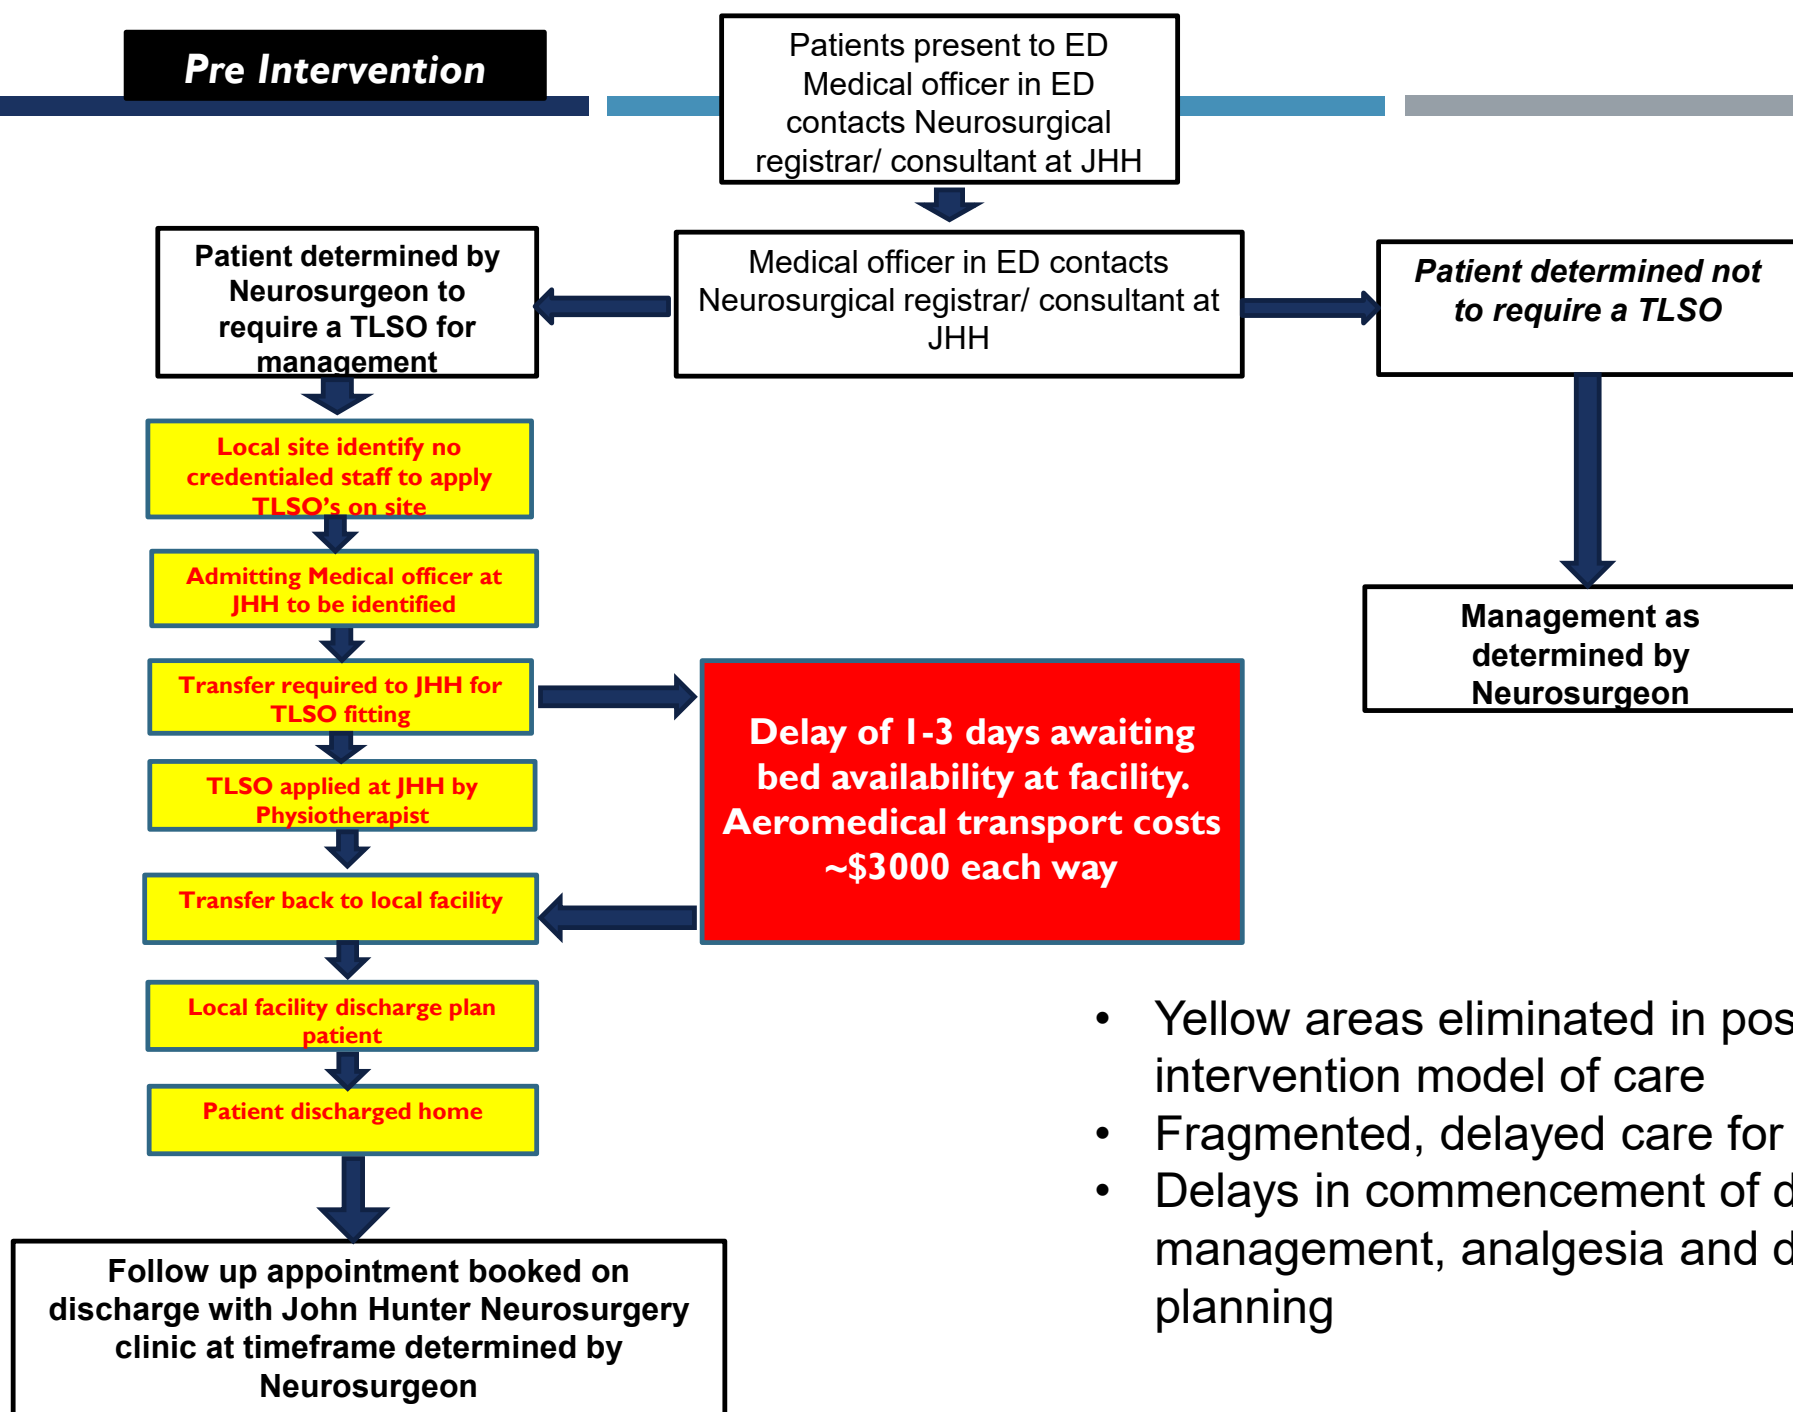 Pre Intervention
Patients present to ED
Medical officer in ED
contacts Neurosurgical
registrar/ consultant at JHH
Patient determined by
Neurosurgeon to
require a TLSO for
management
Medical officer in ED contacts
Neurosurgical registrar/ consultant at
JHH
Patient determined not
to require a TLSO
Local site identify no
credentialed staff to apply
TLSO's on site
Admitting Medical officer at
JHH to be identified
Transfer required to JHH for
TLSO fitting
TLSO applied at JHH by
Physiotherapist
Transfer back to local facility
Local facility discharge plan
patient
Patient discharged home
Follow up appointment booked on
discharge with John Hunter Neurosurgery
clinic at timeframe determined by
Neurosurgeon
Delay of 1-3 days awaiting
bed availability at facility.
Aeromedical transport costs
~$3000 each way
Management as
determined by
Neurosurgeon
• Yellow areas eliminated in pos
intervention model of care
• Fragmented, delayed care for
• Delays in commencement of d
management, analgesia and d
planning